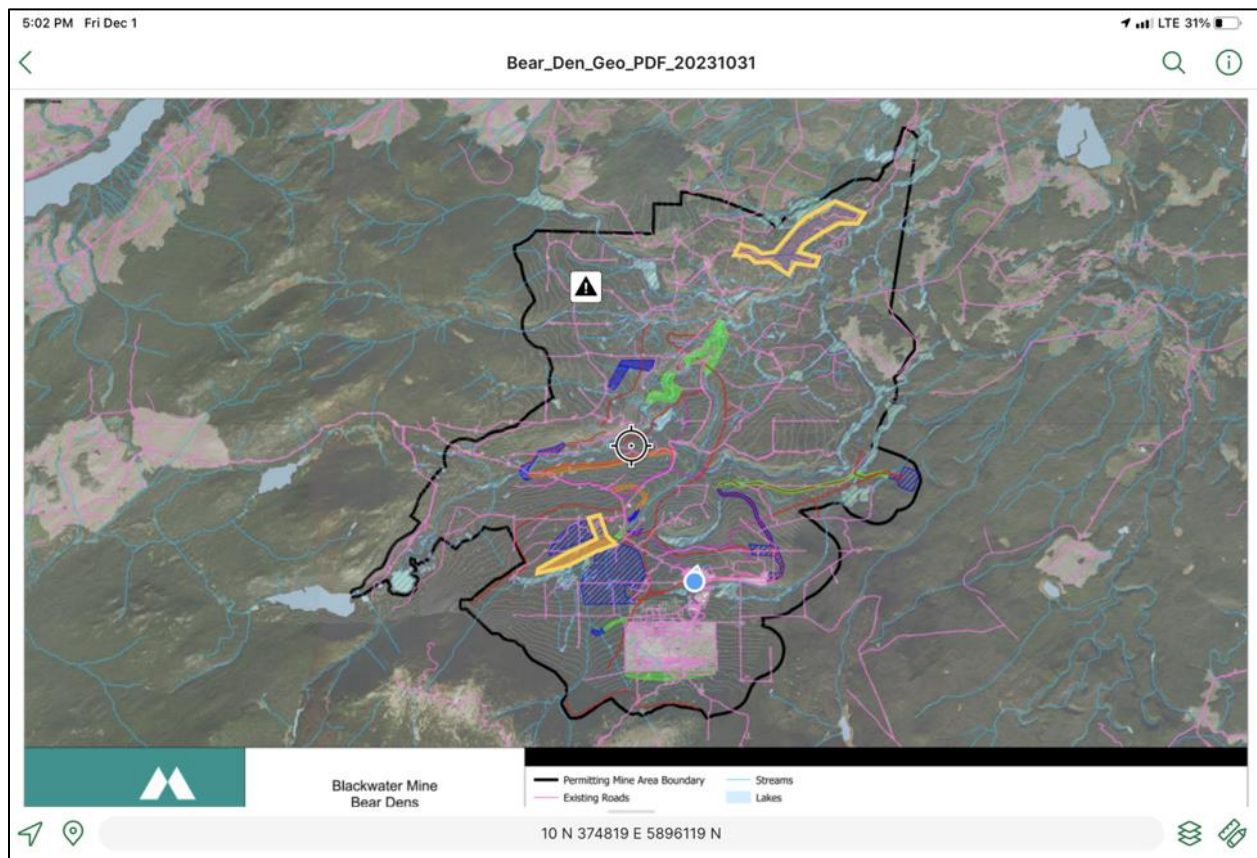 5:02 PM Fri Dec 1
LTE 31%
Bear_Den_Geo_PDF_20231031
Blackwater Mine
Bear Dens
Permitting Mine Area Boundary
Streams
Existing Roads
Lakes
10 N 374819 E 5896119 N